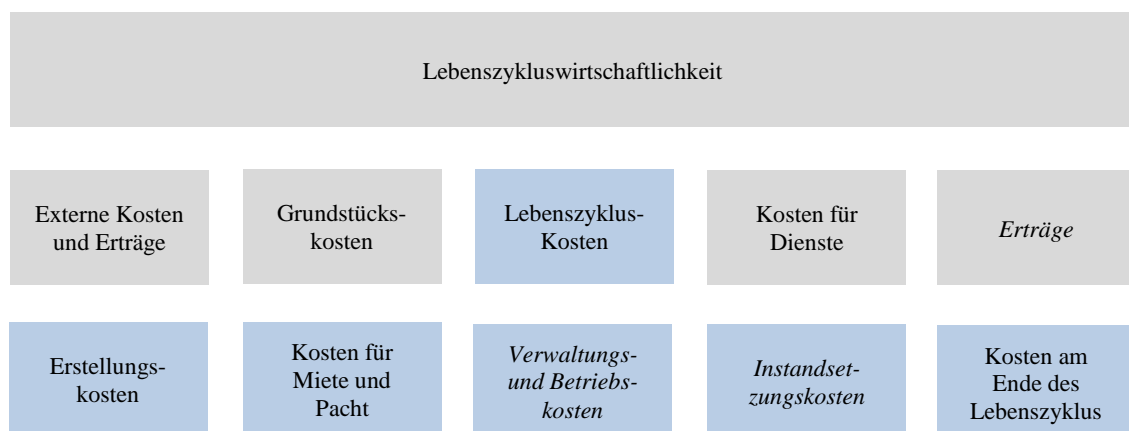 Lebenszykluswirtschaftlichkeit
Externe Kosten
und Erträge
Grundstücks-
kosten
Lebenszyklus-
Kosten
Kosten für
Dienste
Erträge
Erstellungs-
kosten
Kosten für
Miete und
Pacht
Verwaltungs-
und Betriebs-
kosten
Instandset-
zungskosten
Kosten am
Ende des
Lebenszyklus